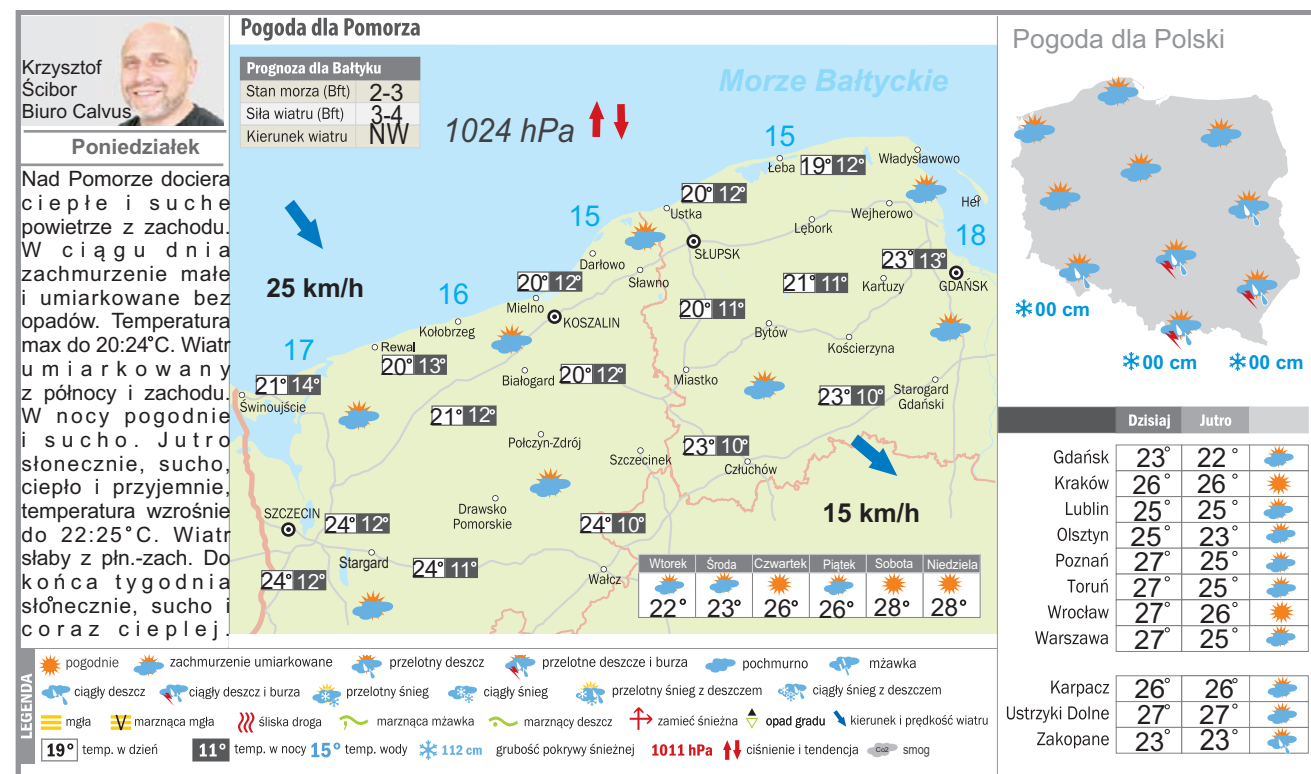 Krzysztof
Ścibor
Biuro Calvus
Poniedziałek
Nad Pomorze dociera
ciepłe i suche
powietrze z zachodu.
W ciągu dnia
zachmurzenie małe
i umiarkowane bez
opadów. Temperatura
max do 20:24°C. Wiatr
umiarkowany
z północy i zachodu.
W nocy pogodnie
i sucho. Jutro
słonecznie, sucho,
ciepło i przyjemnie,
temperatura wzrośnie
do 22:25°C. Wiatr
słaby z płn.-zach. Do
końca tygodnia
słonecznie, sucho i
coraz cieplej.
Pogoda dla Pomorza
Prognoza dla Bałtyku
Stan morza (Bft) 2-3
Siła wiatru (Bft) 3-4
Kierunek wiatru NW
Morze Bałtyckie
1024 hPa
15
Łeba
19° 12°
Władysławowo
20° 12°
Ustka
15
Wejherowo
Hel
Lębork
18
SŁUPSK
Darłowo
23° 13°
25 km/h
20° 12°
Sławno
21° 11°
Kartuzy
GDAŃSK
16
Mielno
KOSZALIN
20° 11°
Kołobrzeg
Bytów
Kościerzyna
17
Rewal
20° 13°
Białogard
20° 12°
Miastko
21° 14°
Świnoujście
23° 10°
Starogard
Gdański
21° 12°
Połczyn-Zdrój
23° 10°
Szczecinek
Człuchów
Drawsko
Pomorskie
SZCZECIN
24° 12°
24° 10°
15 km/h
Stargard
24° 11°
24° 12°
Wałcz
Wtorek Środa Czwartek Piątek Sobota Niedziela
22° 23° 26° 26° 28° 28°
Pogoda dla Polski
00 cm
00 cm
00 cm
Dzisiaj Jutro
Gdańsk 23° 22°
Kraków 26° 26°
Lublin 25° 25°
Olsztyn 25° 23°
Poznań 27° 25°
Toruń 27° 25°
Wrocław 27° 26°
Warszawa 27° 25°
Karpacz 26° 26°
Ustrzyki Dolne 27° 27°
Zakopane 23° 23°
LEGENDA
pogodnie zachmurzenie umiarkowane przelotny deszcz przelotne deszcze i burza pochmurno mżawka
ciągły deszcz ciągły deszcz i burza przelotny śnieg ciągły śnieg przelotny śnieg z deszczem ciągły śnieg z deszczem
mgła marznąca mgła śliska droga marznąca mżawka marznący deszcz zamieć śnieżna opad gradu kierunek i prędkość wiatru
19° temp. w dzień 11° temp. w nocy 15° temp. wody 112 cm grubość pokrywy śnieżnej 1011 hPa ciśnienie i tendencja Co2 smog